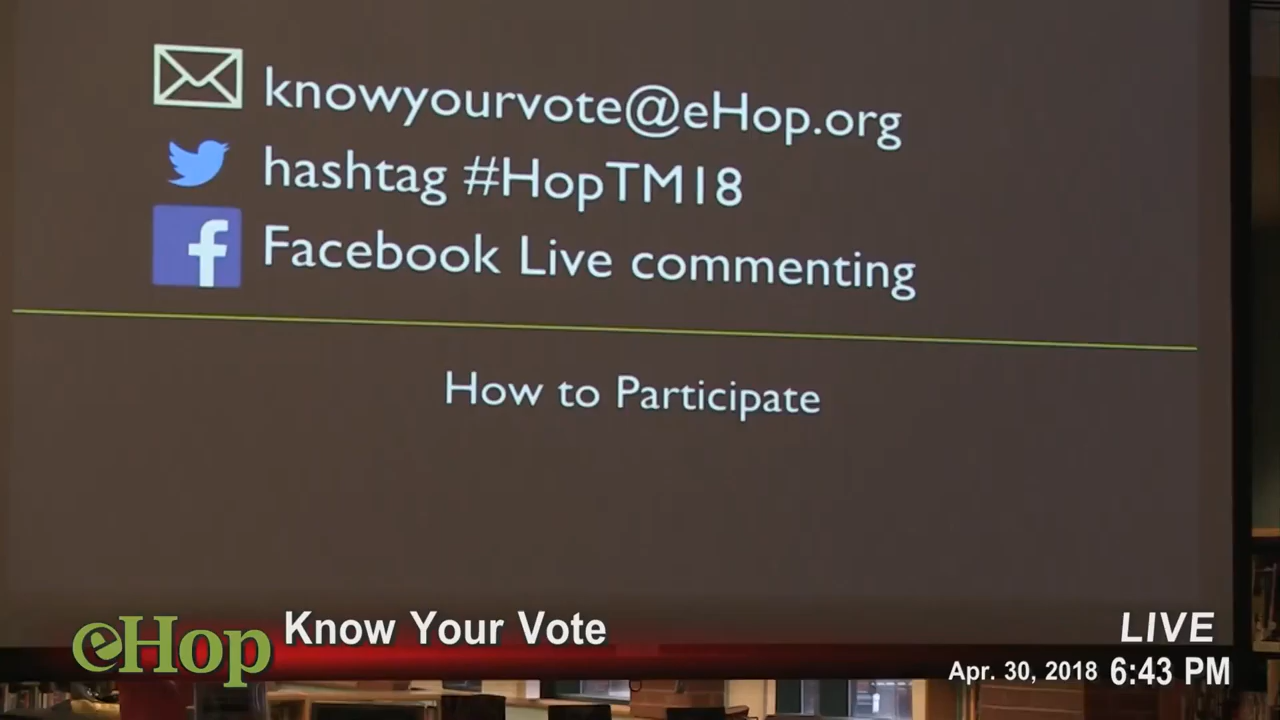 knowyourvote@eHop.org
hashtag #HopTM18
f Facebook Live commenting
How to Participate
eHop Know Your Vote
LIVE
Apr. 30, 2018 6:43 PM